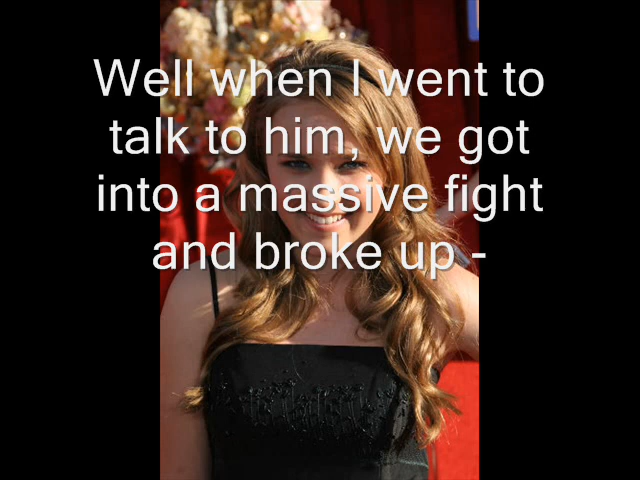 Well when I went to
talk to him, we got
into a massive fight
and broke up -